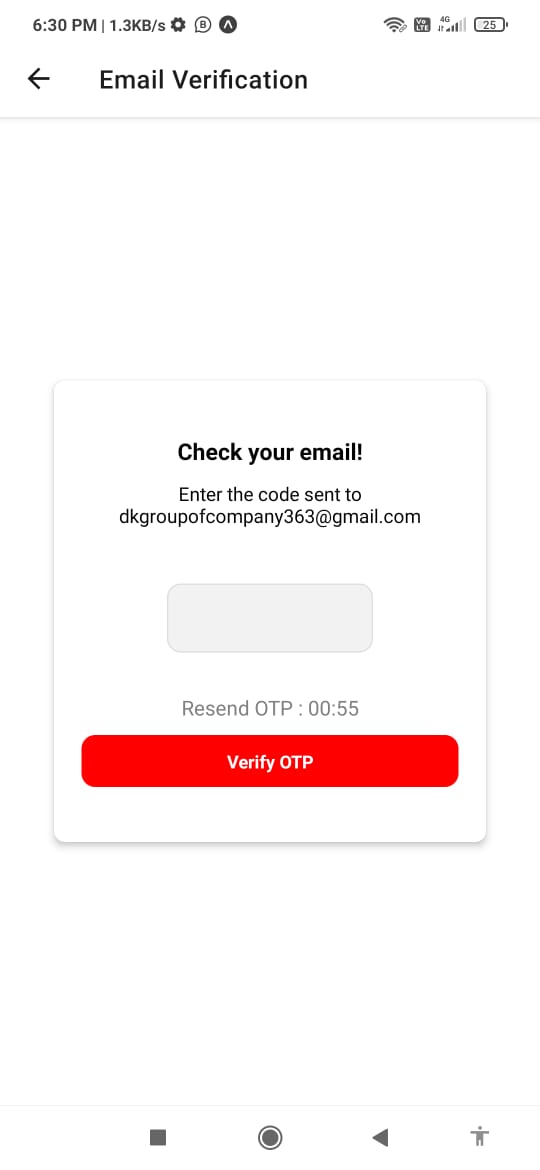 6:30 PM | 1.3KB/s B Vo LTE 4G 25
Email Verification
Check your email!
Enter the code sent to
dkgroupofcompany363@gmail.com
Resend OTP : 00:55
Verify OTP